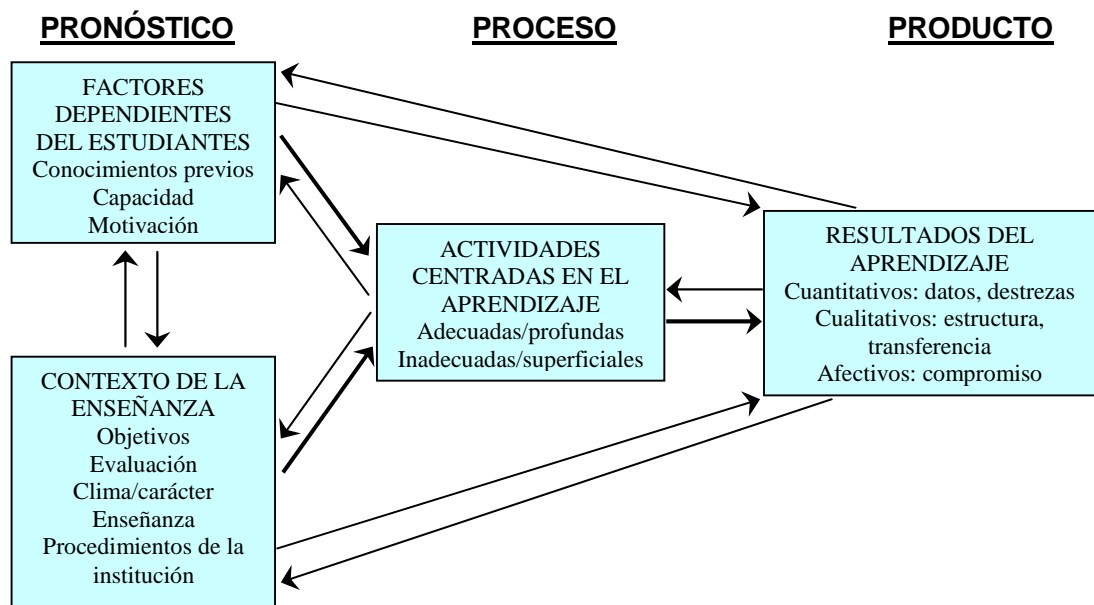 PRONÓSTICO
PROCESO
PRODUCTO
FACTORES
DEPENDIENTES
DEL ESTUDIANTES
Conocimientos previos
Capacidad
Motivación
CONTEXTO DE LA
ENSEÑANZA
Objetivos
Evaluación
Clima/carácter
Enseñanza
Procedimientos de la
institución
ACTIVIDADES
CENTRADAS EN EL
APRENDIZAJE
Adecuadas/profundas
Inadecuadas/superficiales
RESULTADOS DEL
APRENDIZAJE
Cuantitativos: datos, destrezas
Cualitativos: estructura,
transferencia
Afectivos: compromiso